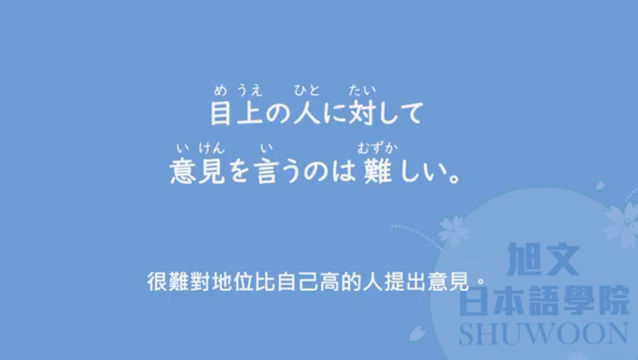 め うえ ひと たい
目上の人に対して
い けん い むずか
意見を言うのは難しい。
很難對地位比自己高的人提出意見。
旭文
日本語學院
SHUWOON